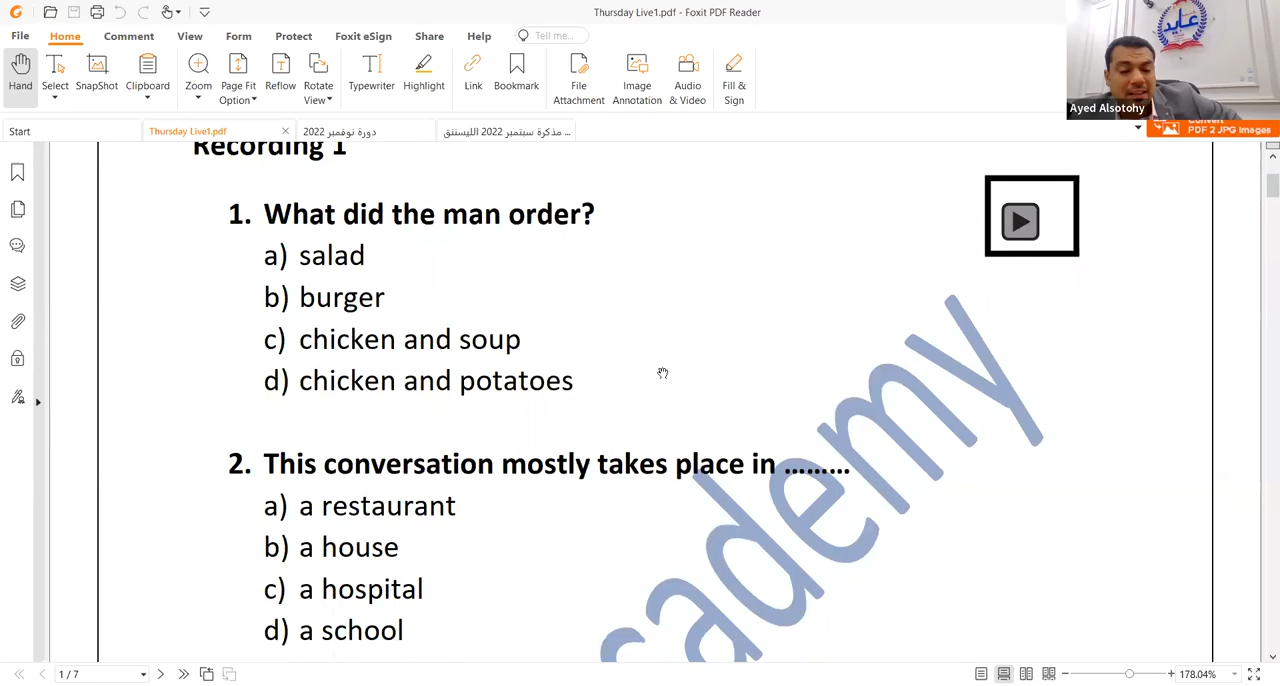 Thursday Live1.pdf - Foxit PDF Reader
File Home Comment View Form Protect Foxit eSign Share Help Tell me...
Hand Select SnapShot Clipboard Zoom Page Fit Option Reflow Rotate View Typewriter Highlight Link Bookmark File Attachment Image Annotation Audio & Video Fill & Sign
عايد
Ayed Alsotohy
Convert
PDF 2 JPG Images
Start Thursday Live1.pdf دورة نوفمبر 2022 مذكرة سبتمبر 2022 الليسننق ...
Recording 1
1. What did the man order?
a) salad
b) burger
c) chicken and soup
d) chicken and potatoes
2. This conversation mostly takes place in .........
a) a restaurant
b) a house
c) a hospital
d) a school
cademy
1 / 7
178.04%